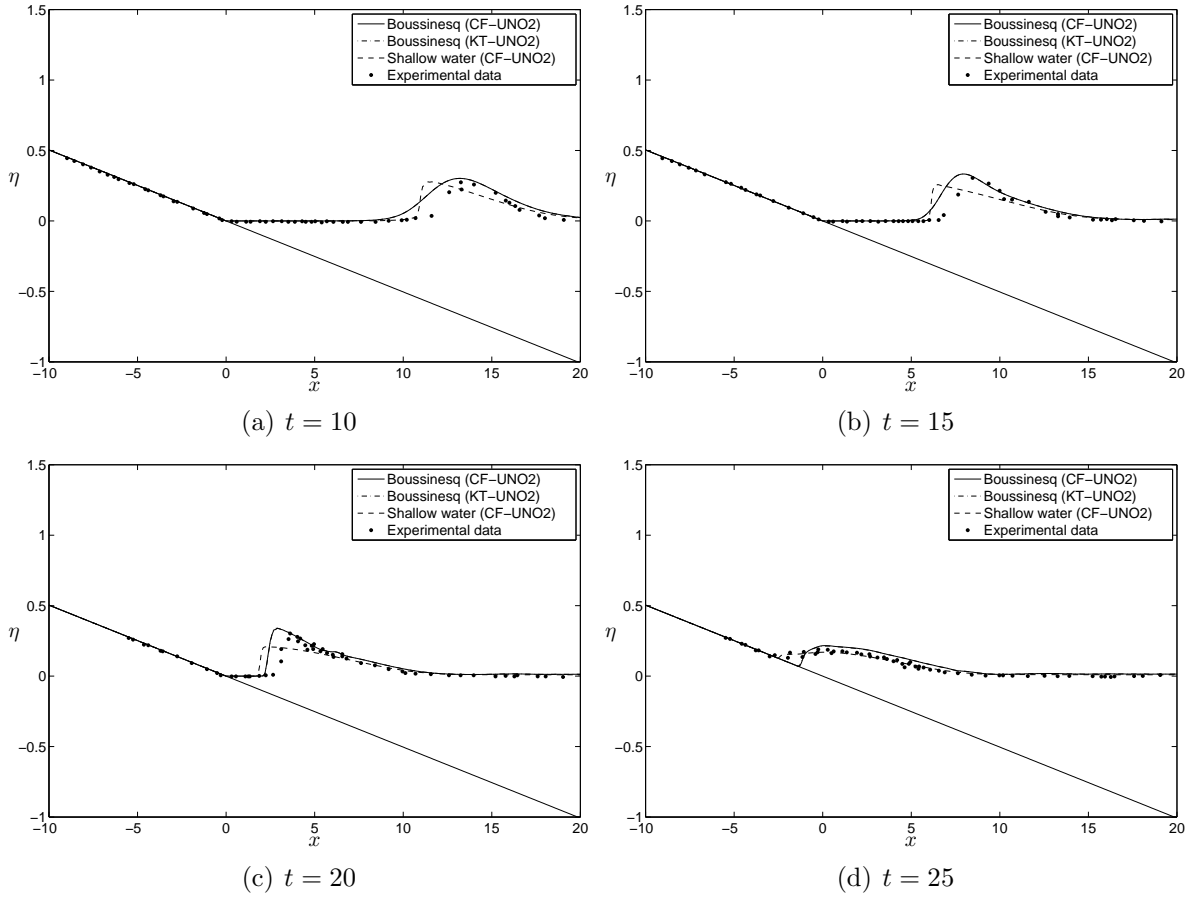 1.5
1
0.5
0
−0.5
−1
η
−10 −5 0 5 10 15 20
x
Boussinesq (CF−UNO2)
Boussinesq (KT−UNO2)
Shallow water (CF−UNO2)
Experimental data
(a) t = 10
1.5
1
0.5
0
−0.5
−1
η
−10 −5 0 5 10 15 20
x
Boussinesq (CF−UNO2)
Boussinesq (KT−UNO2)
Shallow water (CF−UNO2)
Experimental data
(b) t = 15
1.5
1
0.5
0
−0.5
−1
η
−10 −5 0 5 10 15 20
x
Boussinesq (CF−UNO2)
Boussinesq (KT−UNO2)
Shallow water (CF−UNO2)
Experimental data
(c) t = 20
1.5
1
0.5
0
−0.5
−1
η
−10 −5 0 5 10 15 20
x
Boussinesq (CF−UNO2)
Boussinesq (KT−UNO2)
Shallow water (CF−UNO2)
Experimental data
(d) t = 25